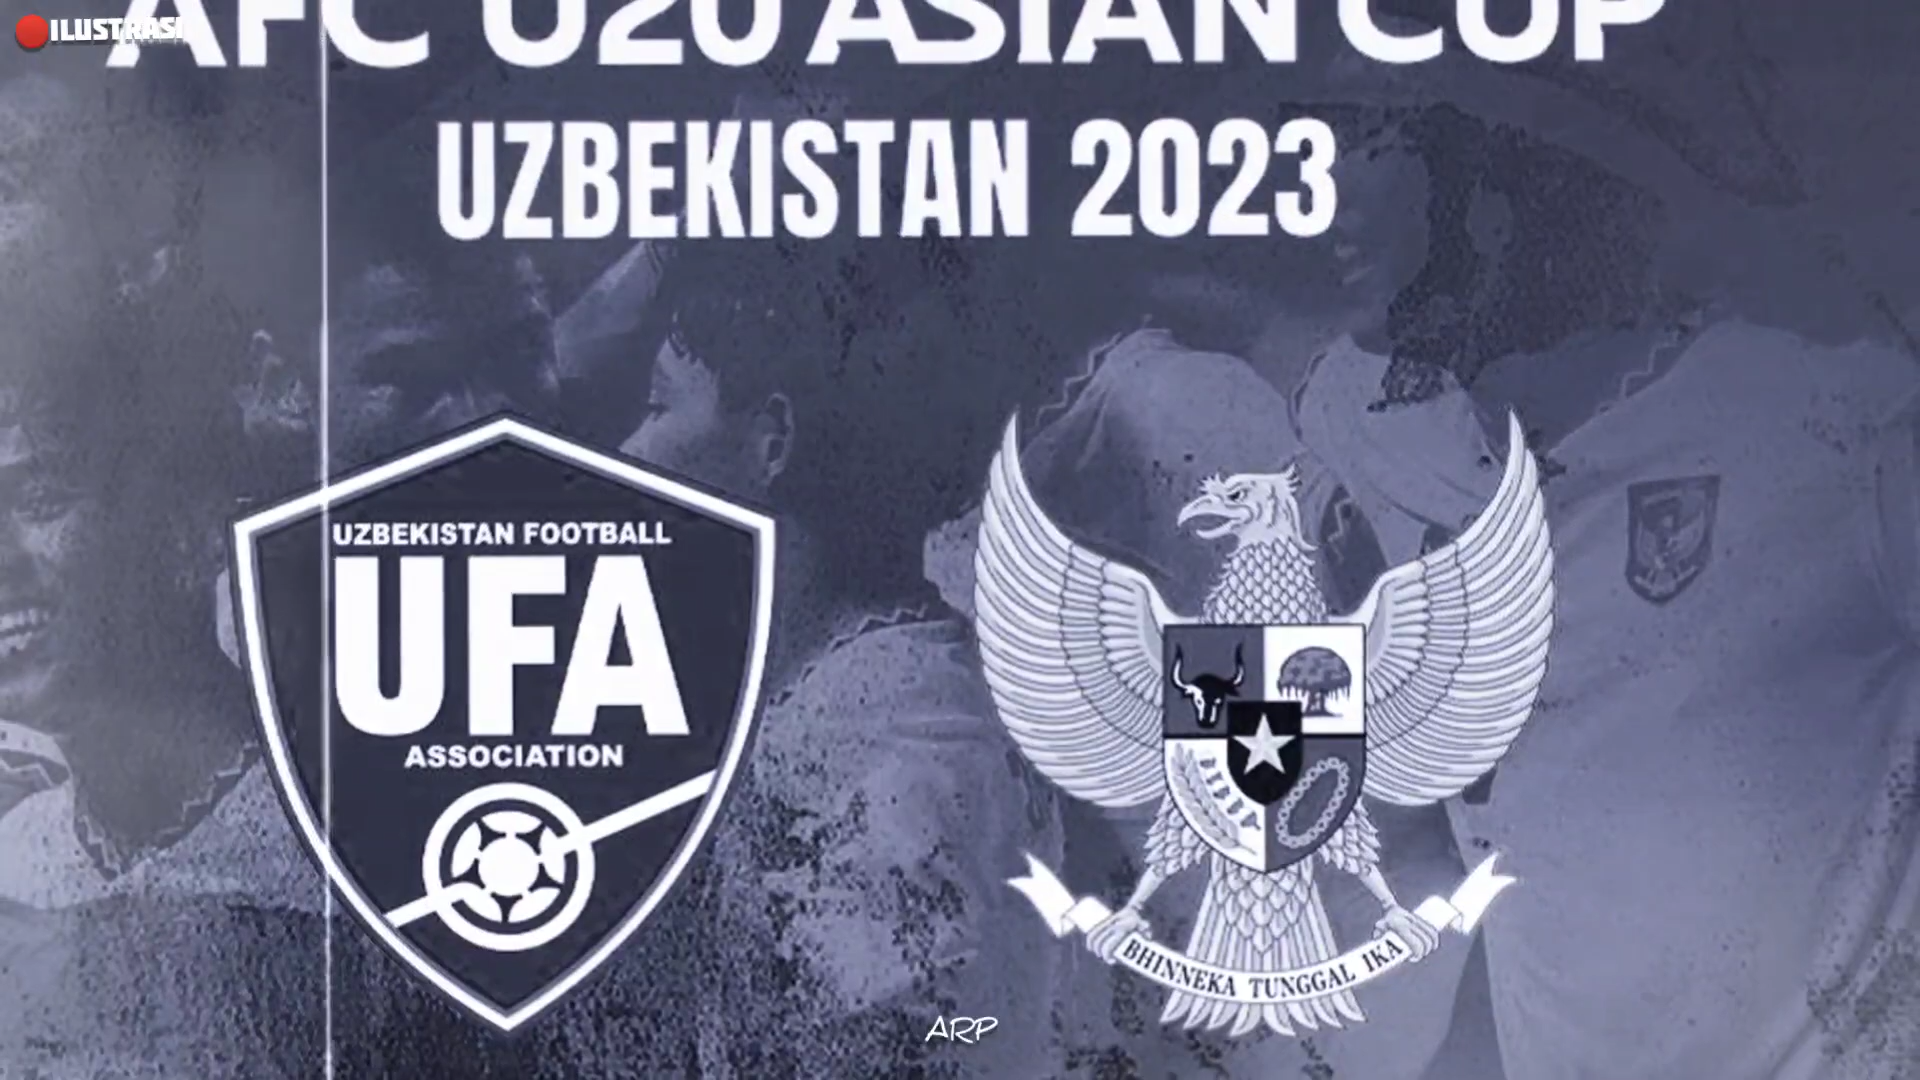 ILUSTRASI
AFC U20 ASIAN CUP
UZBEKISTAN 2023
UZBEKISTAN FOOTBALL
UFA
ASSOCIATION
BHINNEKA TUNGGAL IKA
ARP